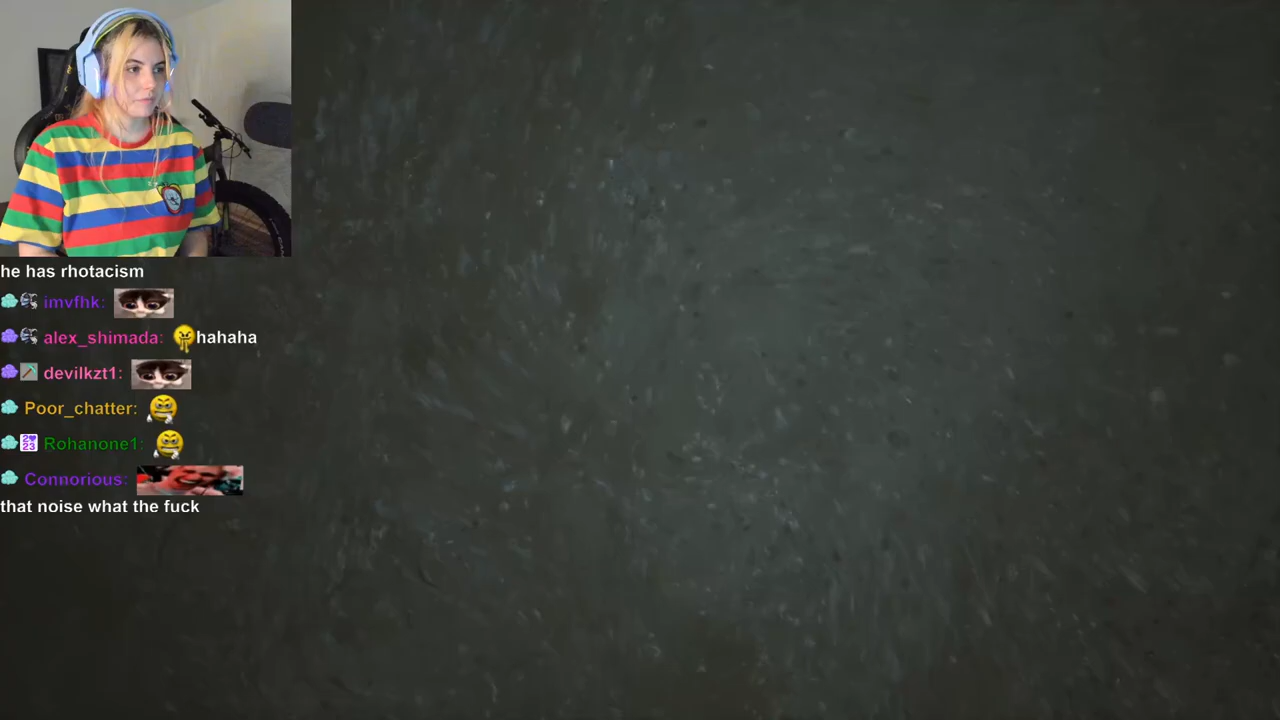 he has rhotacism
imvfhk:
alex_shimada: hahaha
devilkzt1:
Poor_chatter:
Rohanone1:
Connorious:
that noise what the fuck